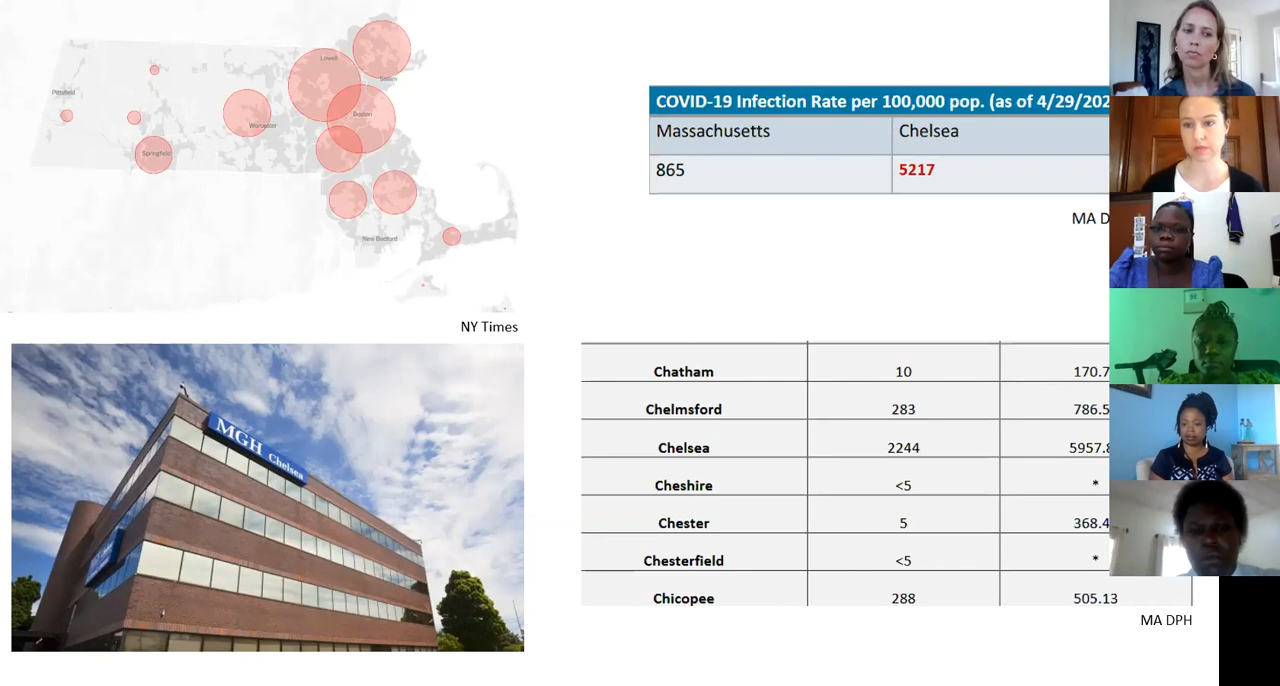 Lowell
Salem
Pittsfield
Boston
Worcester
Springfield
New Bedford
NY Times
COVID-19 Infection Rate per 100,000 pop. (as of 4/29/202
Massachusetts Chelsea
865 5217
MA D
MGH Chelsea
Chatham 10 170.7
Chelmsford 283 786.5
Chelsea 2244 5957.8
Cheshire <5 *
Chester 5 368.4
Chesterfield <5 *
Chicopee 288 505.13
MA DPH